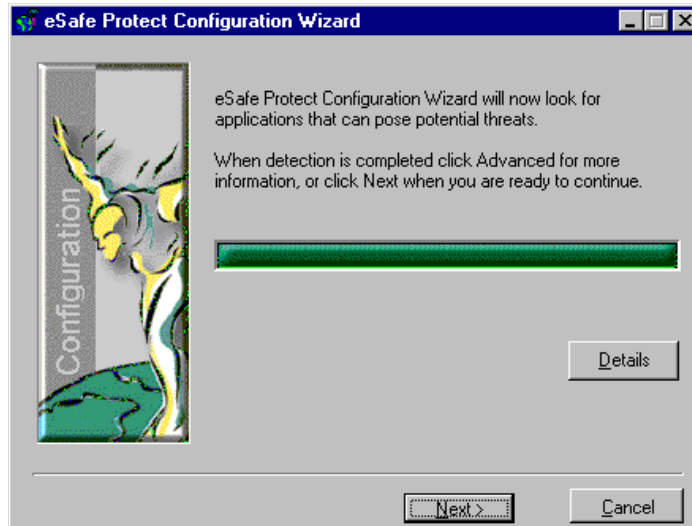 eSafe Protect Configuration Wizard
eSafe Protect Configuration Wizard will now look for
applications that can pose potential threats.
When detection is completed click Advanced for more
information, or click Next when you are ready to continue.
Configuration
Details
Next >
Cancel